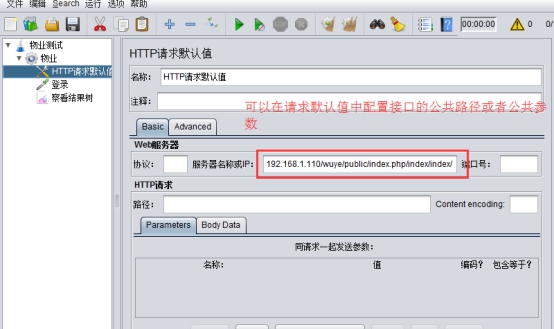 文件 编辑 Search 运行 选项 帮助
00:00:00
0
0/
物业测试
物业
HTTP请求默认值
登录
察看结果树
HTTP请求默认值
名称：
HTTP请求默认值
注释：
可以在请求默认值中配置接口的公共路径或者公共参
数
Basic
Advanced
Web服务器
协议：
服务器名称或IP：
192.168.1.110/wuye/public/index.php/index/index/
端口号：
HTTP请求
路径：
Content encoding:
Parameters
Body Data
同请求一起发送参数：
名称：
值
编码?
包含等于?